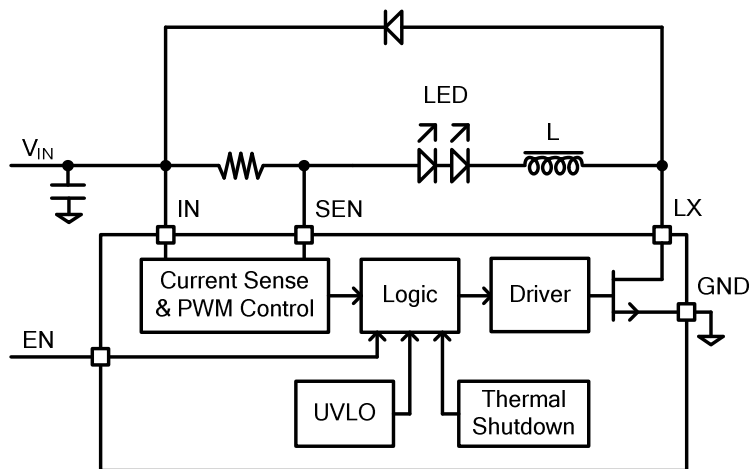 LED
L
VIN
IN
SEN
LX
Current Sense
& PWM Control
Logic
Driver
GND
EN
UVLO
Thermal
Shutdown